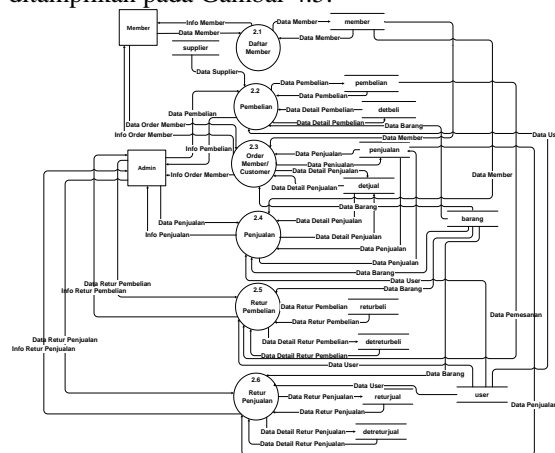 ditampilkan pada Gambar 4.3.
Member
Info Member
Data Member
2.1
Daftar
Member
Data Member
member
Data Member
supplier
Data Supplier
2.2
Pembelian
Data Pembelian
pembelian
Data Pembelian
Data Detail Pembelian
detbeli
Data Detail Pembelian
Data Barang
Data Pembelian
Data Order Member
Info Pembelian
Info Order Member
Data Us
Data Member
2.3
Order
Member/
Customer
Data Penjualan
penjualan
Data Penjualan
Data Detail Penjualan
detjual
Data Detail Penjualan
Admin
Info Order Member
Data Member
Data Barang
barang
2.4
Penjualan
Data Penjualan
Info Penjualan
Data Detail Penjualan
Data Detail Penjualan
Data Penjualan
Data Penjualan
Data Barang
Data User
Data Retur Pembelian
Info Retur Pembelian
2.5
Retur
Pembelian
Data Barang
Data Retur Pembelian
returbeli
Data Retur Pembelian
Data Pemesanan
Data Detail Retur Pembelian
detreturbeli
Data Detail Retur Pembelian
Data Retur Penjualan
Info Retur Penjualan
Data User
Data Barang
2.6
Retur
Penjualan
Data User
user
Data Retur Penjualan
returjual
Data Retur Penjualan
Data Penjualan
Data Detail Retur Penjualan
detreturjual
Data Detail Retur Penjualan